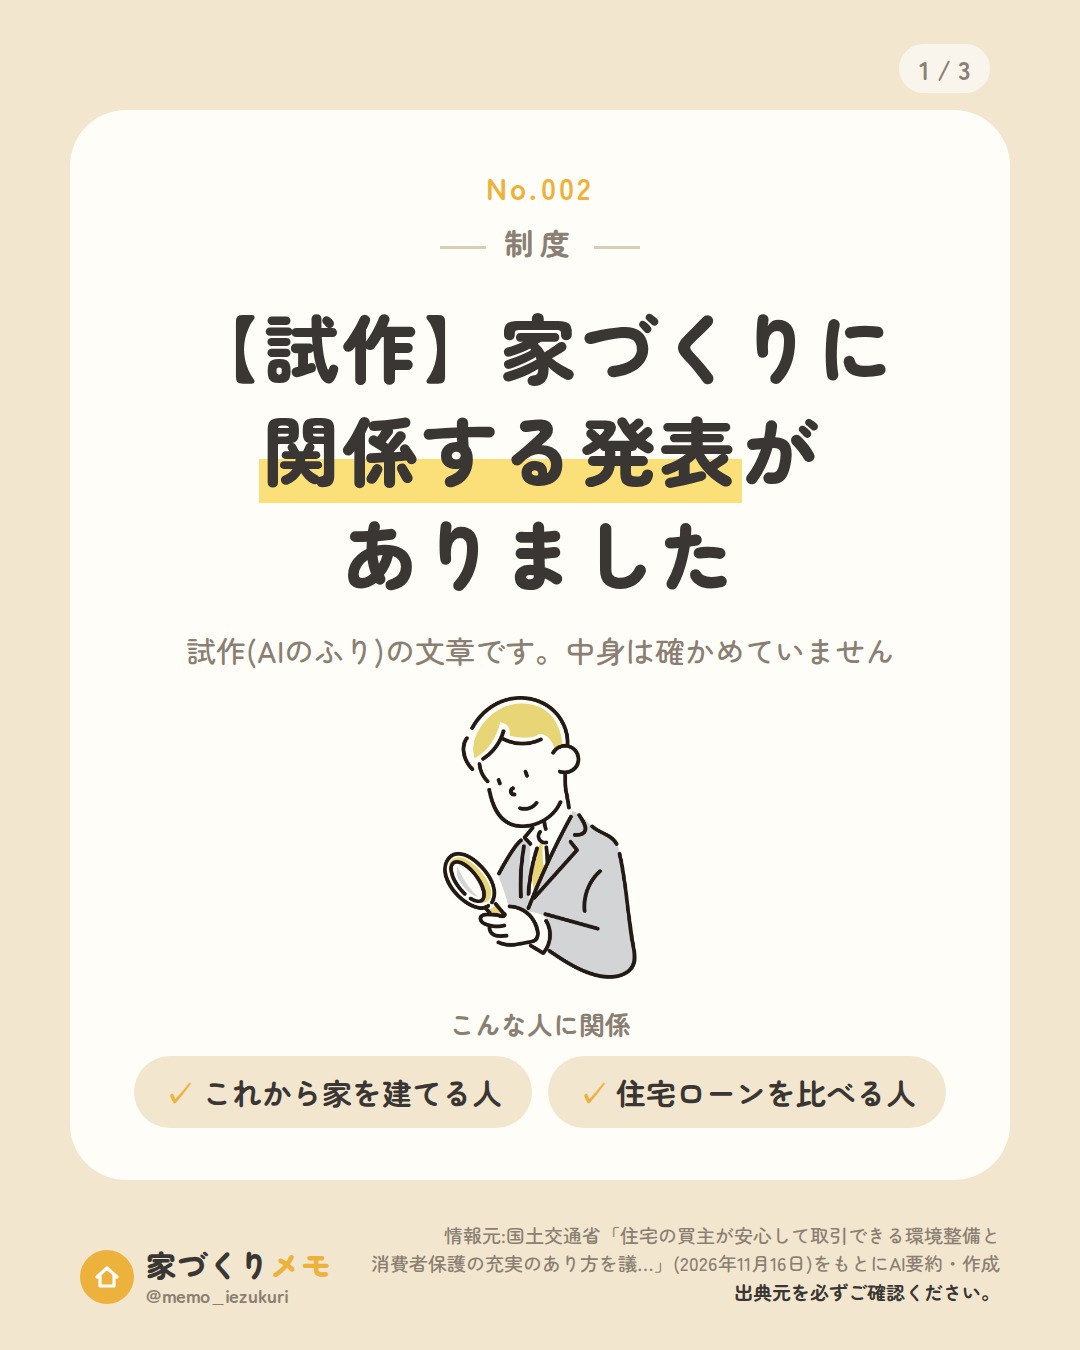 1 / 3
No.002
制度
【試作】家づくりに
関係する発表が
ありました
試作(AIのふり)の文章です。中身は確かめていません
こんな人に関係
✓ これから家を建てる人
✓ 住宅ローンを比べる人
家づくりメモ
@memo_iezukuri
情報元:国土交通省「住宅の買主が安心して取引できる環境整備と
消費者保護の充実のあり方を議…」(2026年11月16日)をもとにAI要約・作成
出典元を必ずご確認ください。